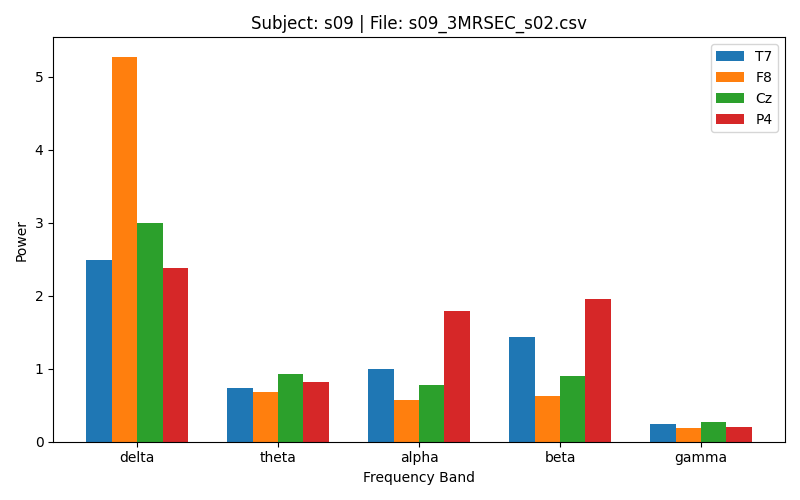 Subject: s09 | File: s09_3MRSEC_s02.csv
T7
F8
Cz
P4
5
4
3
2
1
0
Power
delta theta alpha beta gamma
Frequency Band